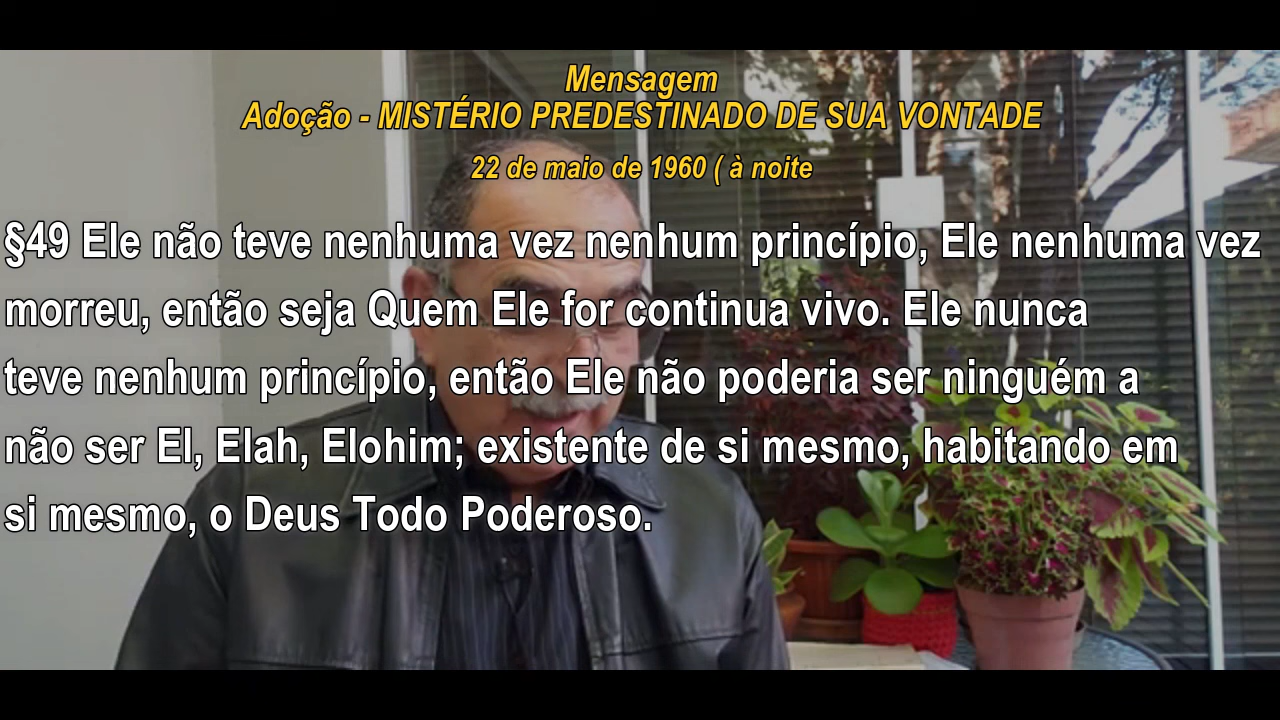 Mensagem
Adoção - MISTÉRIO PREDESTINADO DE SUA VONTADE
22 de maio de 1960 ( à noite
§49 Ele não teve nenhuma vez nenhum princípio, Ele nenhuma vez
morreu, então seja Quem Ele for continua vivo. Ele nunca
teve nenhum princípio, então Ele não poderia ser ninguém a
não ser El, Elah, Elohim; existente de si mesmo, habitando em
si mesmo, o Deus Todo Poderoso.